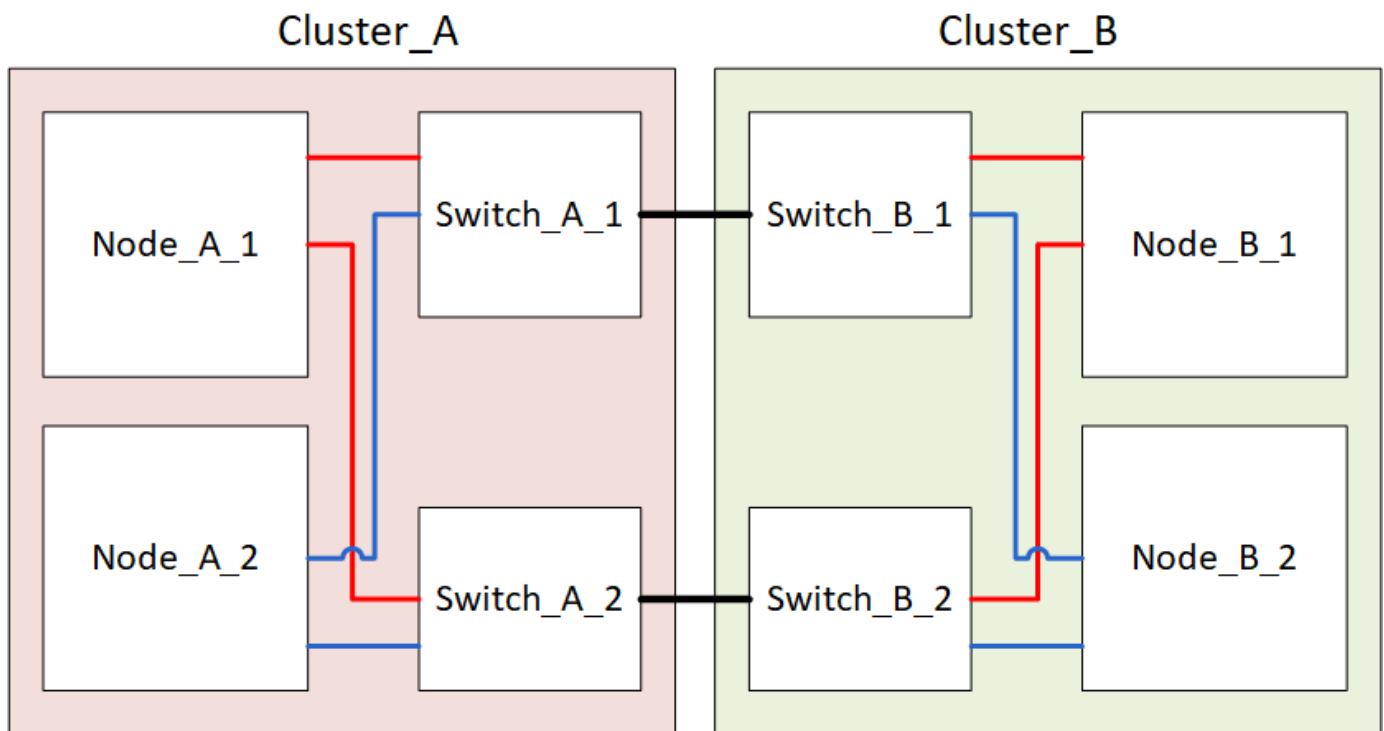 Cluster_A
Cluster_B
Node_A_1
Switch_A_1
Switch_B_1
Node_B_1
Node_A_2
Switch_A_2
Switch_B_2
Node_B_2